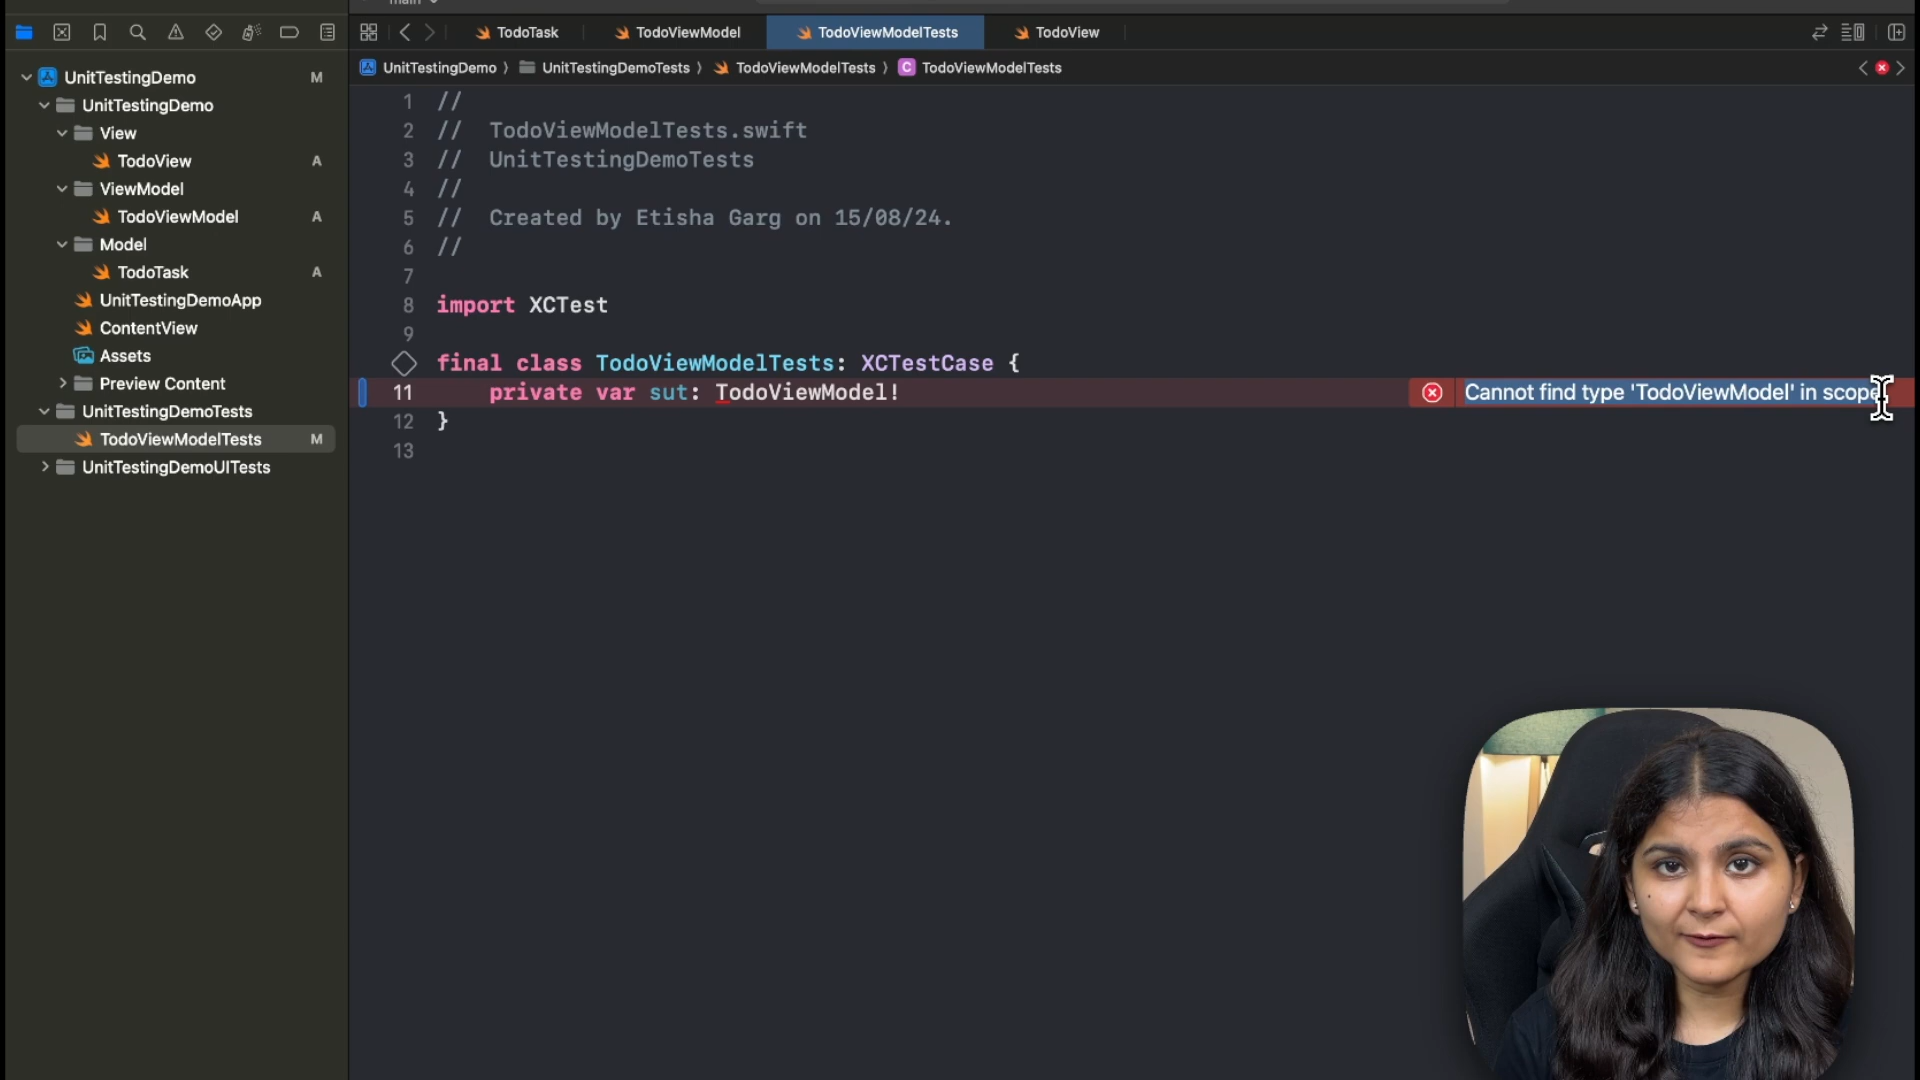 main
TodoTask
TodoViewModel
TodoViewModelTests
TodoView
UnitTestingDemo
UnitTestingDemoTests
TodoViewModelTests
C
TodoViewModelTests
UnitTestingDemo M
UnitTestingDemo
View
TodoView A
ViewModel
TodoViewModel A
Model
TodoTask A
UnitTestingDemoApp
ContentView
Assets
Preview Content
UnitTestingDemoTests
TodoViewModelTests M
UnitTestingDemoUITests
1 //
2 // TodoViewModelTests.swift
3 // UnitTestingDemoTests
4 //
5 // Created by Etisha Garg on 15/08/24.
6 //
7
8 import XCTest
9
final class TodoViewModelTests: XCTestCase {
11 private var sut: TodoViewModel!
Cannot find type 'TodoViewModel' in scope
12 }
13